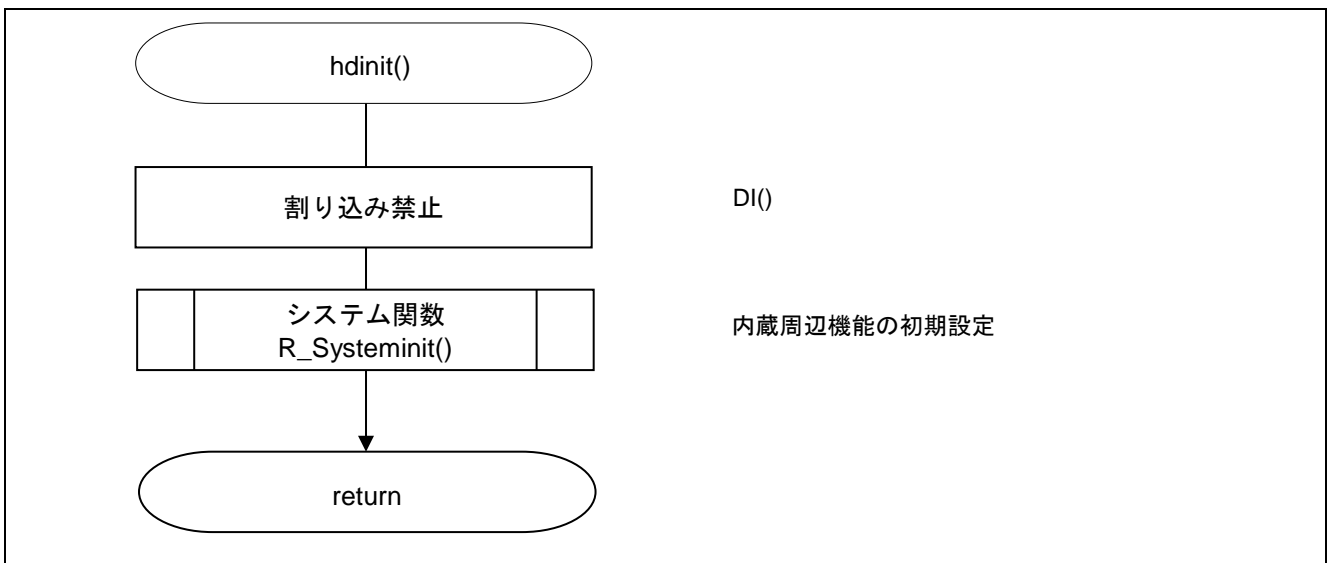 hdinit()
割り込み禁止
DI()
システム関数
R_Systeminit()
内蔵周辺機能の初期設定
return